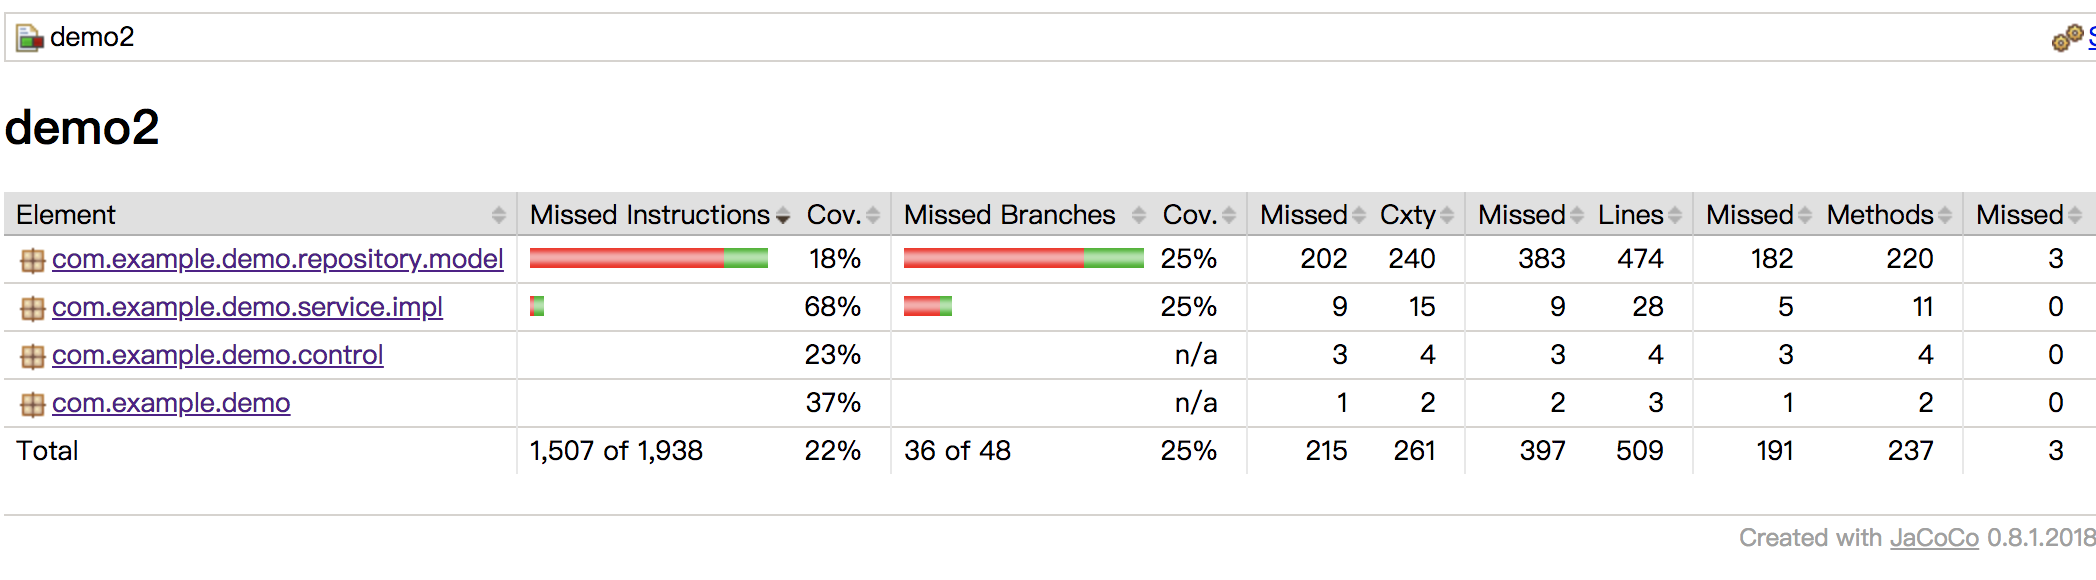 demo2
demo2
Element Missed Instructions Cov. Missed Branches Cov. Missed Cxty Missed Lines Missed Methods Missed
com.example.demo.repository.model 18% 25% 202 240 383 474 182 220 3
com.example.demo.service.impl 68% 25% 9 15 9 28 5 11 0
com.example.demo.control 23% n/a 3 4 3 4 3 4 0
com.example.demo 37% n/a 1 2 2 3 1 2 0
Total 1,507 of 1,938 22% 36 of 48 25% 215 261 397 509 191 237 3
Created with JaCoCo 0.8.1.2018